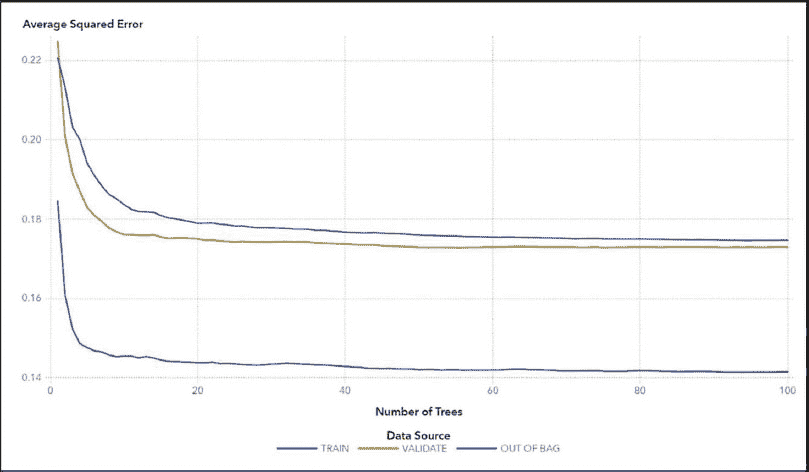 Average Squared Error
0.22
0.20
0.18
0.16
0.14
0 20 40 60 80 100
Number of Trees
Data Source
TRAIN VALIDATE OUT OF BAG